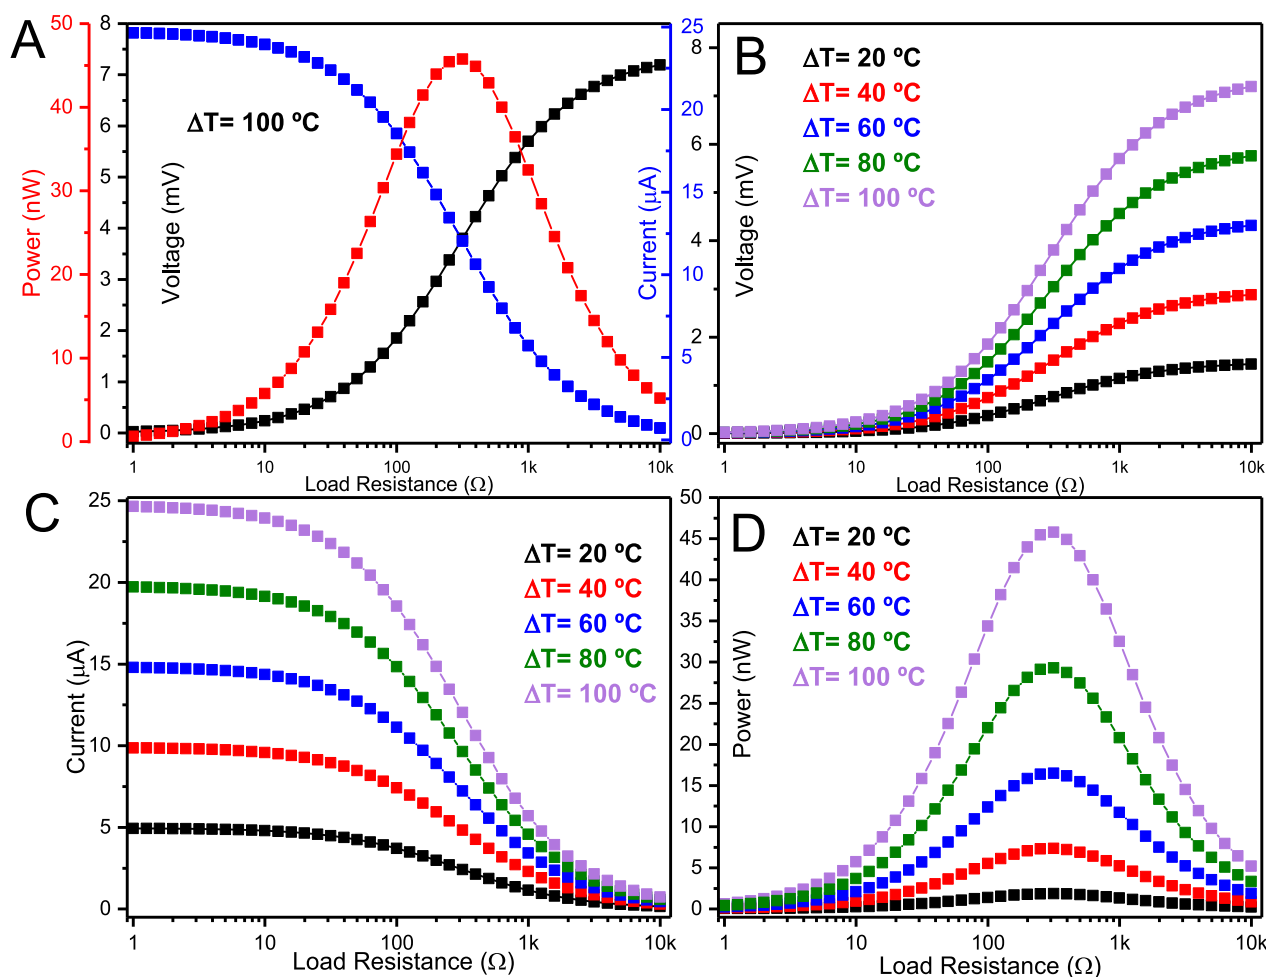 A
ΔT= 100 ºC
Power (nW)
50
40
30
20
10
0
Voltage (mV)
8
7
6
5
4
3
2
1
0
Current (μA)
25
20
15
10
5
0
1
10
100
1k
10k
Load Resistance (Ω)
B
ΔT= 20 ºC
ΔT= 40 ºC
ΔT= 60 ºC
ΔT= 80 ºC
ΔT= 100 ºC
Voltage (mV)
8
6
4
2
0
1
10
100
1k
10k
Load Resistance (Ω)
C
ΔT= 20 ºC
ΔT= 40 ºC
ΔT= 60 ºC
ΔT= 80 ºC
ΔT= 100 ºC
Current (μA)
25
20
15
10
5
0
1
10
100
1k
10k
Load Resistance (Ω)
D
ΔT= 20 ºC
ΔT= 40 ºC
ΔT= 60 ºC
ΔT= 80 ºC
ΔT= 100 ºC
Power (nW)
50
45
40
35
30
25
20
15
10
5
0
1
10
100
1k
10k
Load Resistance (Ω)